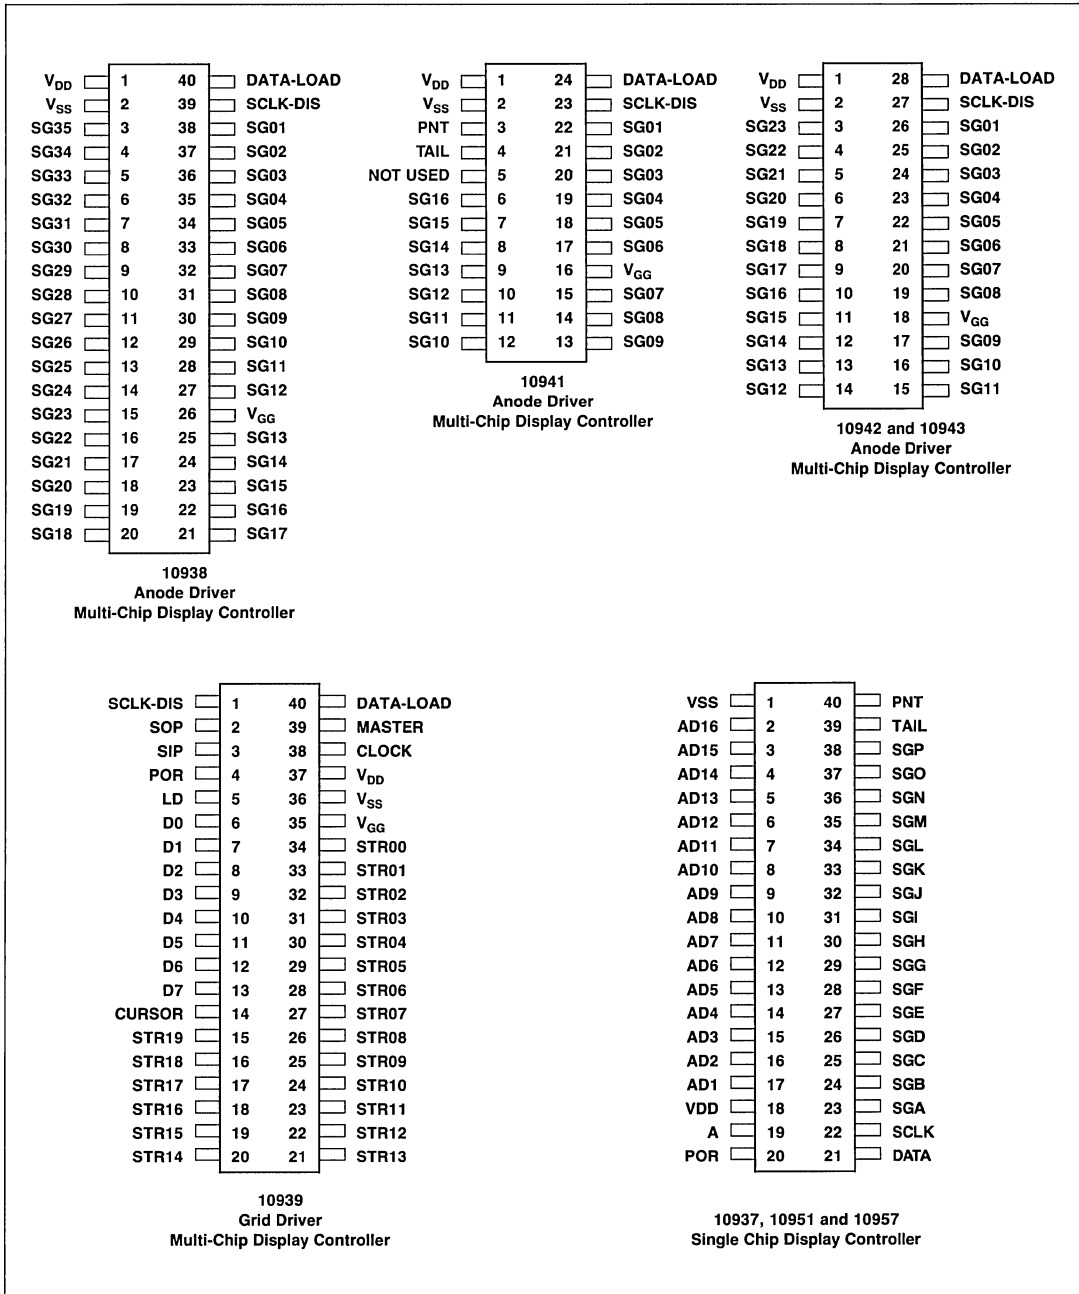 V_DD 1 40 DATA-LOAD
V_SS 2 39 SCLK-DIS
SG35 3 38 SG01
SG34 4 37 SG02
SG33 5 36 SG03
SG32 6 35 SG04
SG31 7 34 SG05
SG30 8 33 SG06
SG29 9 32 SG07
SG28 10 31 SG08
SG27 11 30 SG09
SG26 12 29 SG10
SG25 13 28 SG11
SG24 14 27 SG12
SG23 15 26 V_GG
SG22 16 25 SG13
SG21 17 24 SG14
SG20 18 23 SG15
SG19 19 22 SG16
SG18 20 21 SG17
10938
Anode Driver
Multi-Chip Display Controller
V_DD 1 24 DATA-LOAD
V_SS 2 23 SCLK-DIS
PNT 3 22 SG01
TAIL 4 21 SG02
NOT USED 5 20 SG03
SG16 6 19 SG04
SG15 7 18 SG05
SG14 8 17 SG06
SG13 9 16 V_GG
SG12 10 15 SG07
SG11 11 14 SG08
SG10 12 13 SG09
10941
Anode Driver
Multi-Chip Display Controller
V_DD 1 28 DATA-LOAD
V_SS 2 27 SCLK-DIS
SG23 3 26 SG01
SG22 4 25 SG02
SG21 5 24 SG03
SG20 6 23 SG04
SG19 7 22 SG05
SG18 8 21 SG06
SG17 9 20 SG07
SG16 10 19 SG08
SG15 11 18 V_GG
SG14 12 17 SG09
SG13 13 16 SG10
SG12 14 15 SG11
10942 and 10943
Anode Driver
Multi-Chip Display Controller
SCLK-DIS 1 40 DATA-LOAD
SOP 2 39 MASTER
SIP 3 38 CLOCK
POR 4 37 V_DD
LD 5 36 V_SS
D0 6 35 V_GG
D1 7 34 STR00
D2 8 33 STR01
D3 9 32 STR02
D4 10 31 STR03
D5 11 30 STR04
D6 12 29 STR05
D7 13 28 STR06
CURSOR 14 27 STR07
STR19 15 26 STR08
STR18 16 25 STR09
STR17 17 24 STR10
STR16 18 23 STR11
STR15 19 22 STR12
STR14 20 21 STR13
10939
Grid Driver
Multi-Chip Display Controller
VSS 1 40 PNT
AD16 2 39 TAIL
AD15 3 38 SGP
AD14 4 37 SGO
AD13 5 36 SGN
AD12 6 35 SGM
AD11 7 34 SGL
AD10 8 33 SGK
AD9 9 32 SGJ
AD8 10 31 SGI
AD7 11 30 SGH
AD6 12 29 SGG
AD5 13 28 SGF
AD4 14 27 SGE
AD3 15 26 SGD
AD2 16 25 SGC
AD1 17 24 SGB
VDD 18 23 SGA
A 19 22 SCLK
POR 20 21 DATA
10937, 10951 and 10957
Single Chip Display Controller